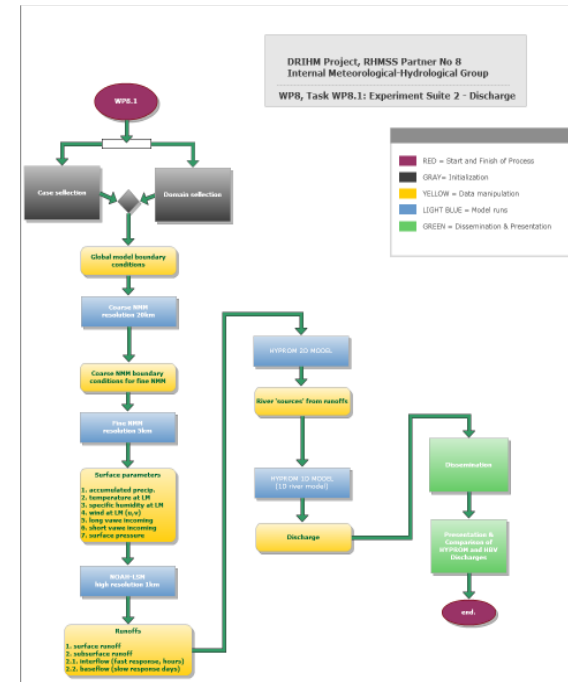 DRIHM Project, RHMSS Partner No 8
Internal Meteorological-Hydrological Group
WP8, Task WP8.1: Experiment Suite 2 - Discharge
RED = Start and Finish of Process
GRAY= Initialization
YELLOW = Data manipulation
LIGHT BLUE = Model runs
GREEN = Dissemination & Presentation
WP8.1
Case sellection
Domain sellection
Global model boundary
conditions
Coarse NMM
resolution 20km
Coarse NMM boundary
conditions for fine NMM
Fine NMM
resolution 5km
Surface parameters
1. accumulated precip.
2. temperature at LM
3. specific humidity at LM
4. wind at LM (u,v)
5. long vawe incoming
6. short vawe incoming
7. surface pressure
NOAH-LSM
high resolution 1km
Runoffs
1. surface runoff
2. subsurface runoff
2.1. interflow (fast response, hours)
2.2. baseflow (slow response days)
HYPROM 2D MODEL
River 'sources' from runoffs
HYPROM 1D MODEL
(1D river model)
Discharge
Dissemination
Presentation &
Comparison of
HYPROM and HBV
Discharges
end.